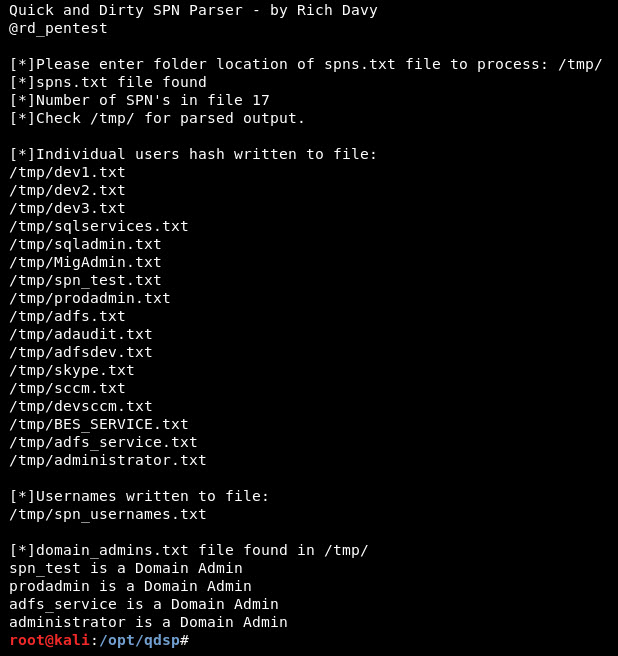 Quick and Dirty SPN Parser - by Rich Davy
@rd_pentest
[*]Please enter folder location of spns.txt file to process: /tmp/
[*]spns.txt file found
[*]Number of SPN's in file 17
[*]Check /tmp/ for parsed output.
[*]Individual users hash written to file:
/tmp/dev1.txt
/tmp/dev2.txt
/tmp/dev3.txt
/tmp/sqlservices.txt
/tmp/sqladmin.txt
/tmp/MigAdmin.txt
/tmp/spn_test.txt
/tmp/prodadmin.txt
/tmp/adfs.txt
/tmp/adaudit.txt
/tmp/adfsdev.txt
/tmp/skype.txt
/tmp/sccm.txt
/tmp/devsccm.txt
/tmp/BES_SERVICE.txt
/tmp/adfs_service.txt
/tmp/administrator.txt
[*]Usernames written to file:
/tmp/spn_usernames.txt
[*]domain_admins.txt file found in /tmp/
spn_test is a Domain Admin
prodadmin is a Domain Admin
adfs_service is a Domain Admin
administrator is a Domain Admin
root@kali:/opt/qdsp#